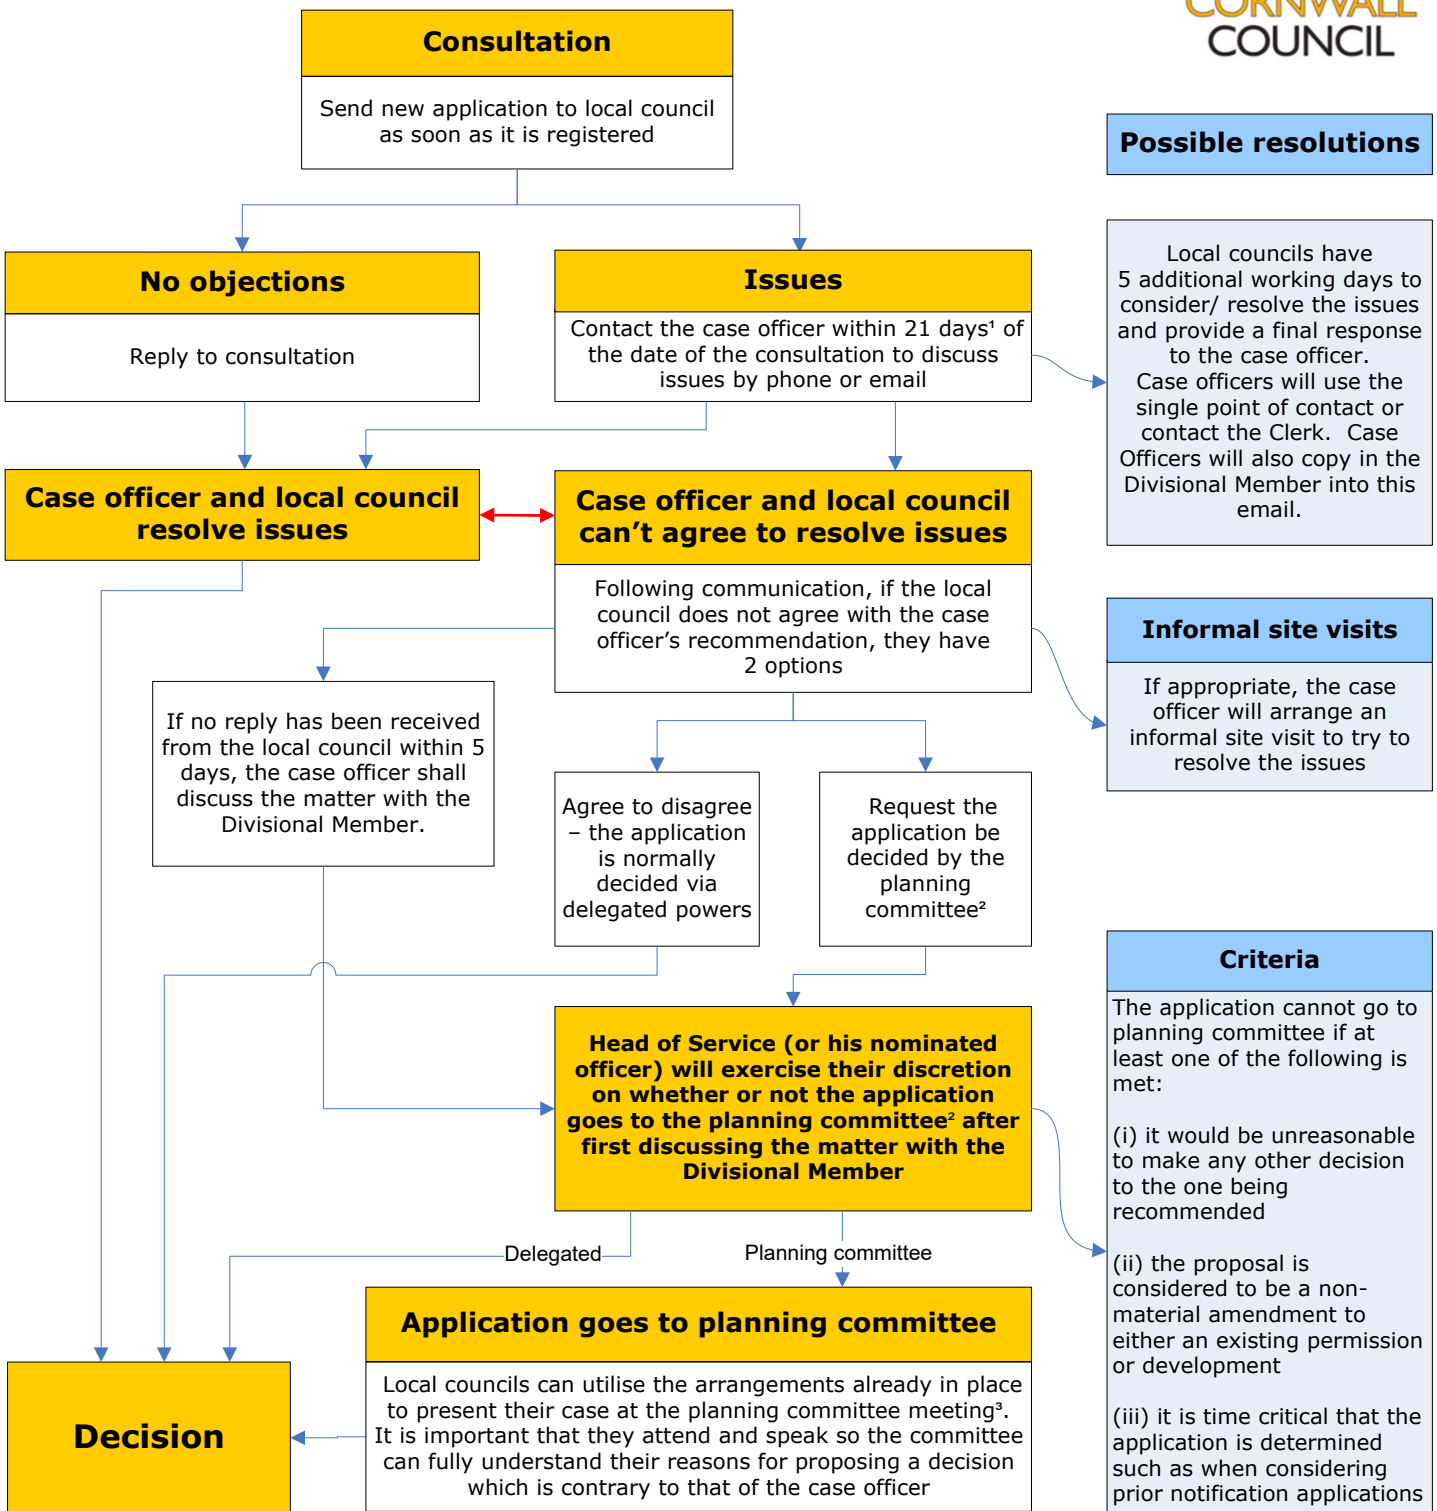 CORNWALL
COUNCIL
Consultation
Send new application to local council
as soon as it is registered
No objections
Reply to consultation
Issues
Contact the case officer within 21 days¹ of
the date of the consultation to discuss
issues by phone or email
Case officer and local council
resolve issues
Case officer and local council
can’t agree to resolve issues
Following communication, if the local
council does not agree with the case
officer’s recommendation, they have
2 options
If no reply has been received
from the local council within 5
days, the case officer shall
discuss the matter with the
Divisional Member.
Agree to disagree
– the application
is normally
decided via
delegated powers
Request the
application be
decided by the
planning
committee²
Head of Service (or his nominated
officer) will exercise their discretion
on whether or not the application
goes to the planning committee² after
first discussing the matter with the
Divisional Member
Delegated
Planning committee
Application goes to planning committee
Local councils can utilise the arrangements already in place
to present their case at the planning committee meeting³.
It is important that they attend and speak so the committee
can fully understand their reasons for proposing a decision
which is contrary to that of the case officer
Decision
Possible resolutions
Local councils have
5 additional working days to
consider/ resolve the issues
and provide a final response
to the case officer.
Case officers will use the
single point of contact or
contact the Clerk.  Case
Officers will also copy in the
Divisional Member into this
email.
Informal site visits
If appropriate, the case
officer will arrange an
informal site visit to try to
resolve the issues
Criteria
The application cannot go to
planning committee if at
least one of the following is
met:
(i) it would be unreasonable
to make any other decision
to the one being
recommended
(ii) the proposal is
considered to be a non-
material amendment to
either an existing permission
or development
(iii) it is time critical that the
application is determined
such as when considering
prior notification applications